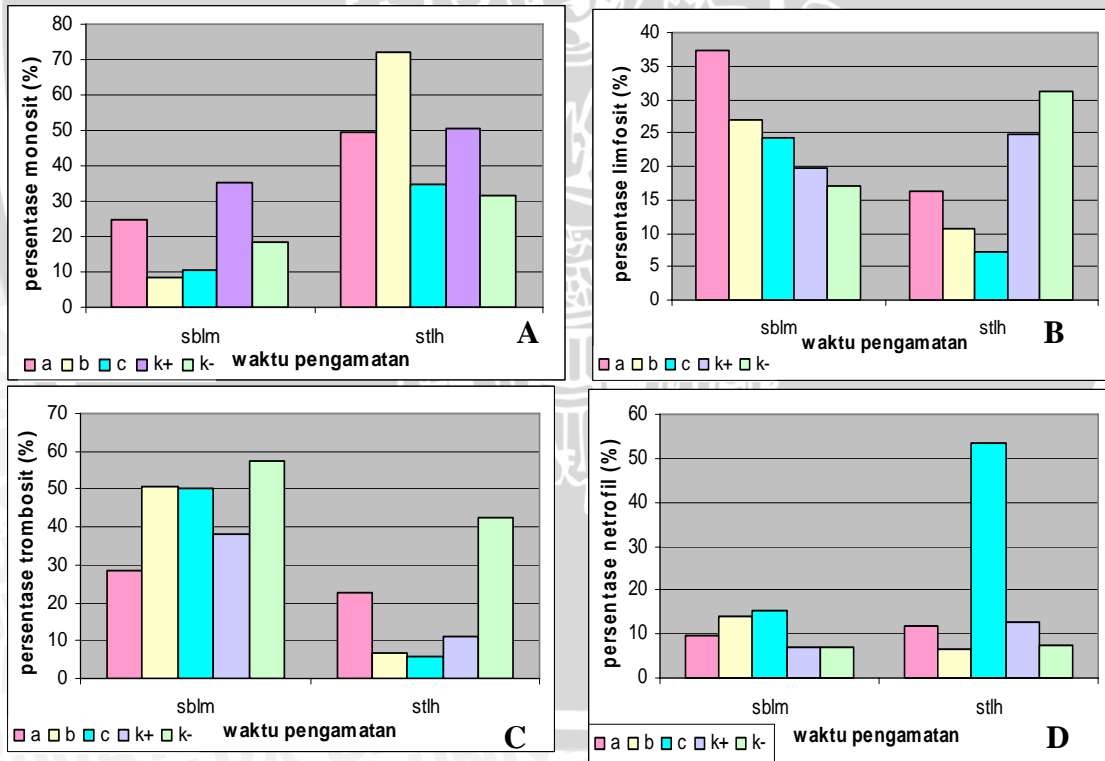 persentase monosit (%)
80
70
60
50
40
30
20
10
0
sblm
stlh
waktu pengamatan
a b c k+ k-
A
persentase limfosit (%)
40
35
30
25
20
15
10
5
0
sblm
stlh
waktu pengamatan
a b c k+ k-
B
persentase trombosit (%)
70
60
50
40
30
20
10
0
sblm
stlh
waktu pengamatan
a b c k+ k-
C
persentase netrofil (%)
60
50
40
30
20
10
0
sblm
stlh
waktu pengamatan
a b c k+ k-
D